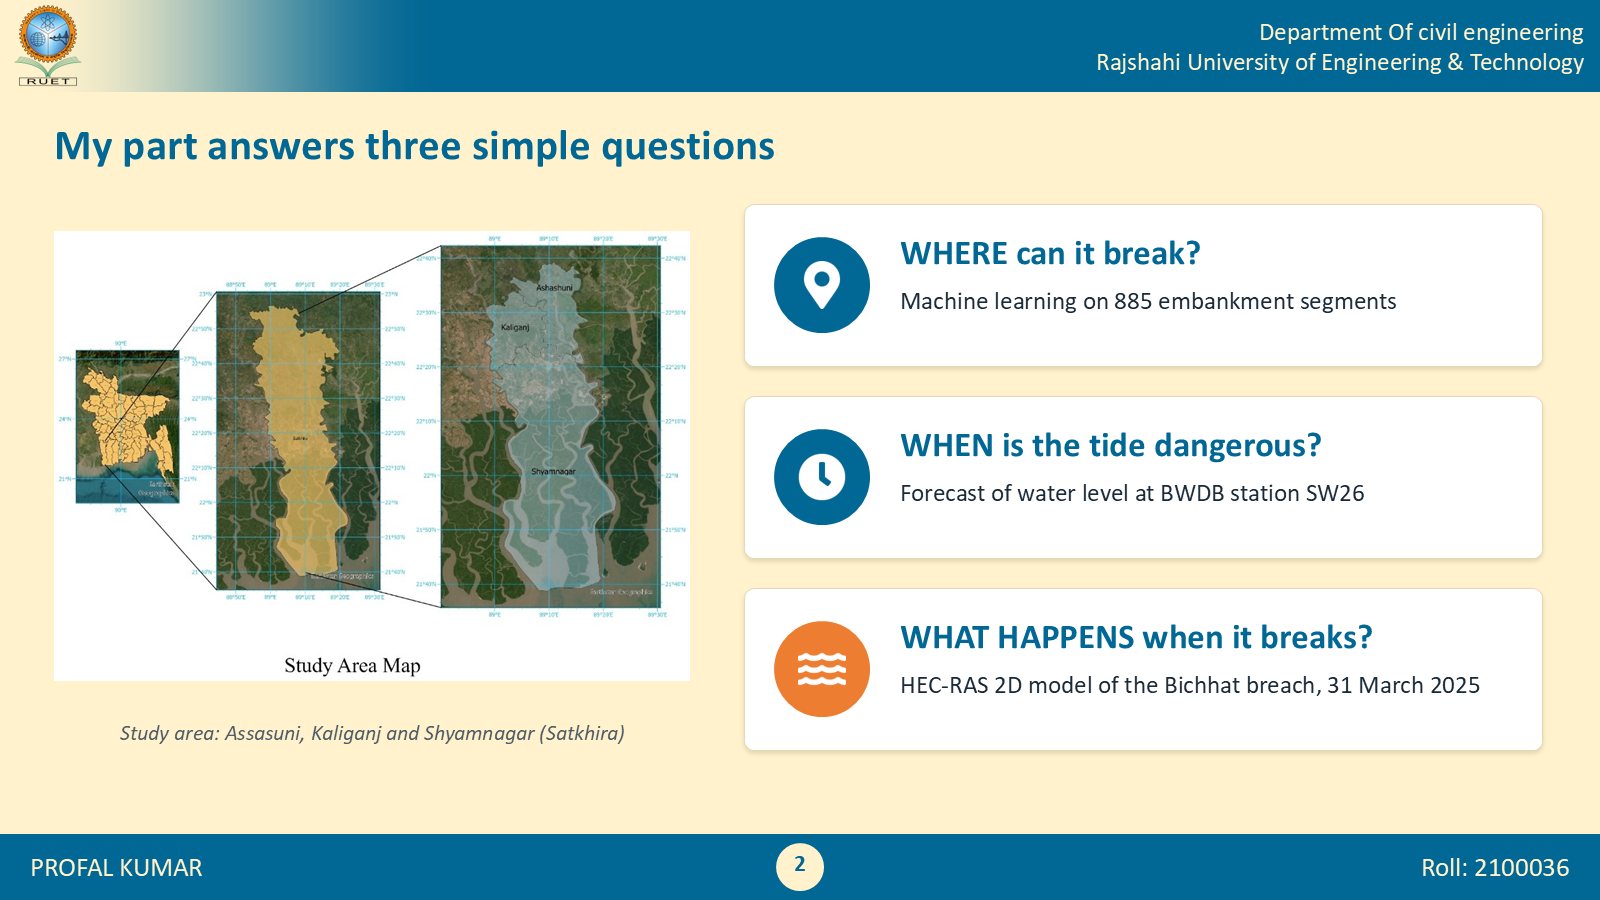 RUET
Department Of civil engineering
Rajshahi University of Engineering & Technology
My part answers three simple questions
Ashashuni
Kaliganj
Shyamnagar
Study Area Map
Study area: Assasuni, Kaliganj and Shyamnagar (Satkhira)
WHERE can it break?
Machine learning on 885 embankment segments
WHEN is the tide dangerous?
Forecast of water level at BWDB station SW26
WHAT HAPPENS when it breaks?
HEC-RAS 2D model of the Bichhat breach, 31 March 2025
PROFAL KUMAR
2
Roll: 2100036